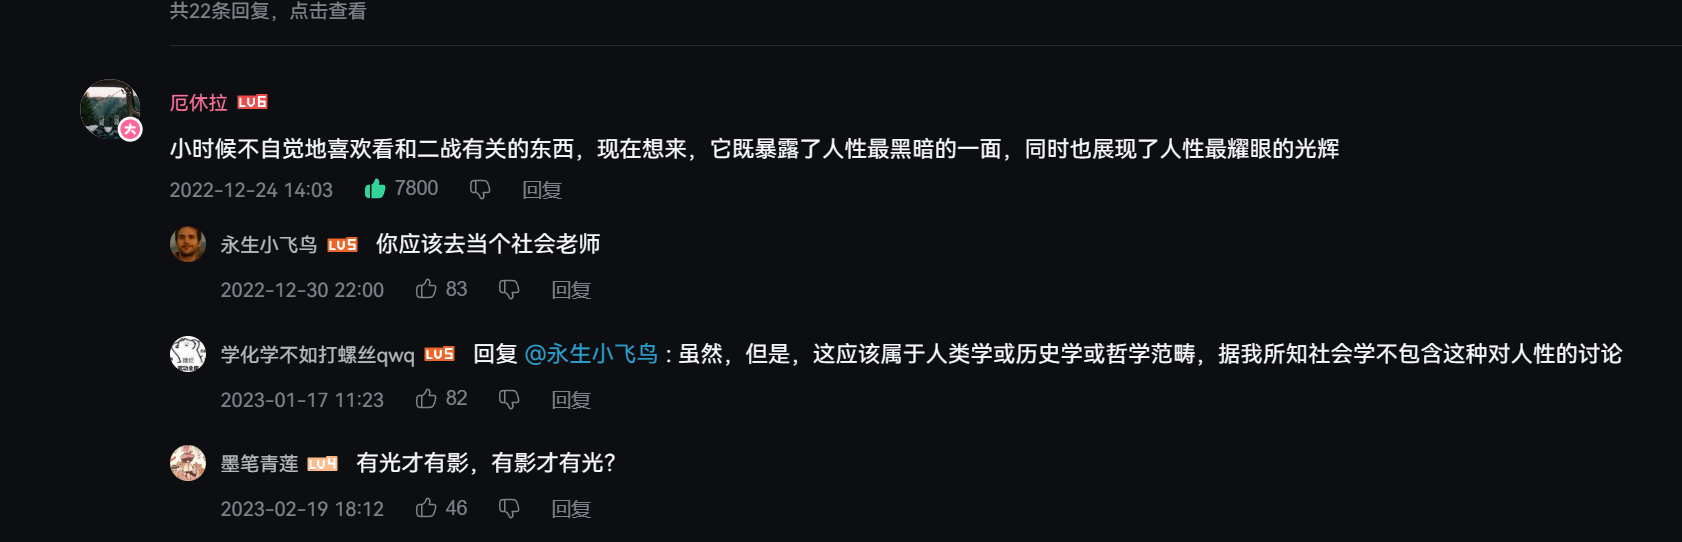 共22条回复，点击查看
厄休拉 LV6
大
小时候不自觉地喜欢看和二战有关的东西，现在想来，它既暴露了人性最黑暗的一面，同时也展现了人性最耀眼的光辉
2022-12-24 14:03 7800 回复
永生小飞鸟 LV5 你应该去当个社会老师
2022-12-30 22:00 83 回复
学化学不如打螺丝qwq LV5 回复 @永生小飞鸟 : 虽然，但是，这应该属于人类学或历史学或哲学范畴，据我所知社会学不包含这种对人性的讨论
2023-01-17 11:23 82 回复
墨笔青莲 LV4 有光才有影，有影才有光？
2023-02-19 18:12 46 回复